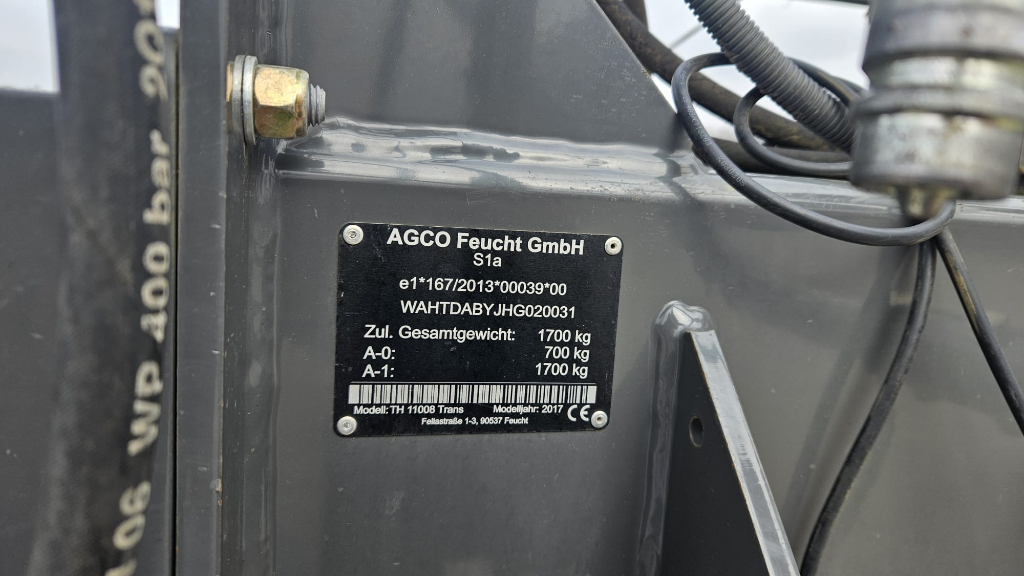 AGCO Feucht GmbH
S1a
e1*167/2013*00039*00
WAHTDABYJHG020031
Zul. Gesamtgewicht: 1700 kg
A-0: 700 kg
A-1: 1700 kg
Modell: TH 11008 Trans Modelljahr: 2017 CE
Fellastraße 1-3, 90537 Feucht
06 WP 400 bar